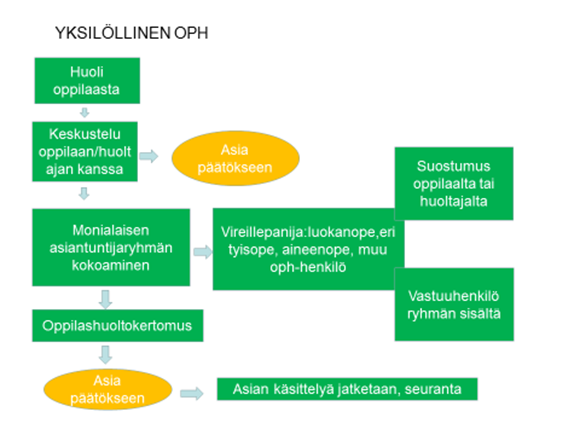 YKSILÖLLINEN OPH
Huoli
oppilaasta
Keskustelu
oppilaan/huolt
ajan kanssa
Asia
päätökseen
Suostumus
oppilaalta tai
huoltajalta
Monialaisen
asiantuntijaryhmän
kokoaminen
Vireillepanija:luokanope,eri
tyisope, aineenope, muu
oph-henkilö
Vastuuhenkilö
ryhmän sisältä
Oppilashuoltokertomus
Asia
päätökseen
Asian käsittelyä jatketaan, seuranta